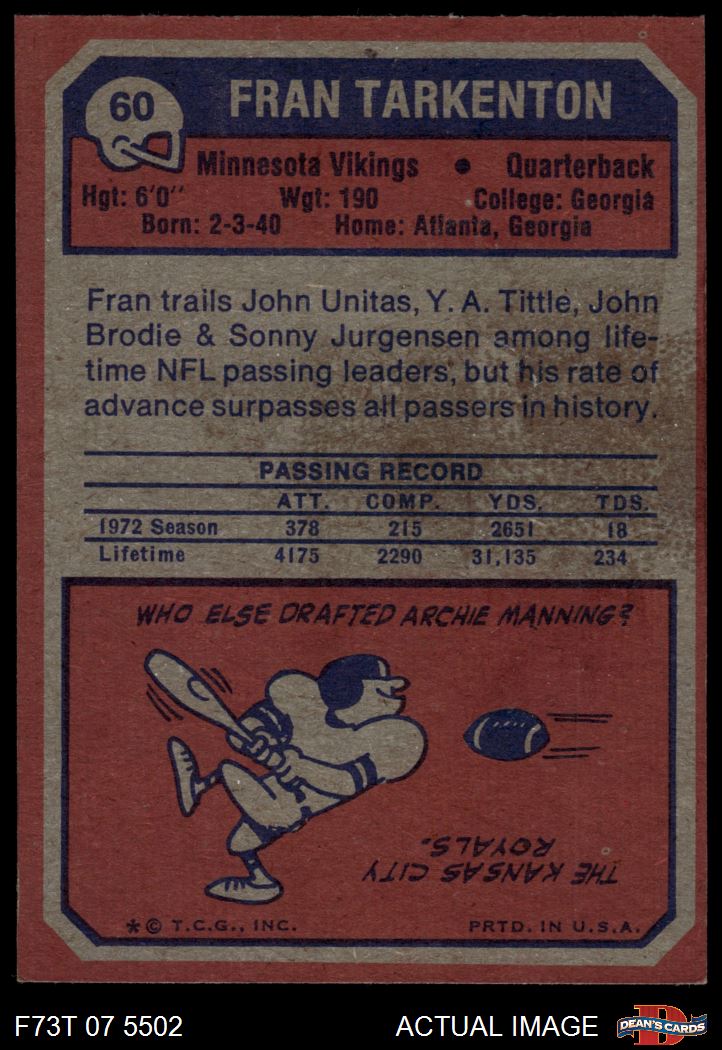 60
FRAN TARKENTON
Minnesota Vikings • Quarterback
Hgt: 6'0" Wgt: 190 College: Georgia
Born: 2-3-40 Home: Atlanta, Georgia
Fran trails John Unitas, Y. A. Tittle, John
Brodie & Sonny Jurgensen among life-
time NFL passing leaders, but his rate of
advance surpasses all passers in history.
PASSING RECORD
ATT. COMP. YDS. TDS.
1972 Season 378 215 2651 18
Lifetime 4175 2290 31,135 234
WHO ELSE DRAFTED ARCHIE MANNING?
THE KANSAS CITY
ROYALS.
* © T.C.G., INC. PRTD. IN U.S.A.
F73T 07 5502 ACTUAL IMAGE
D
DEAN'S CARDS